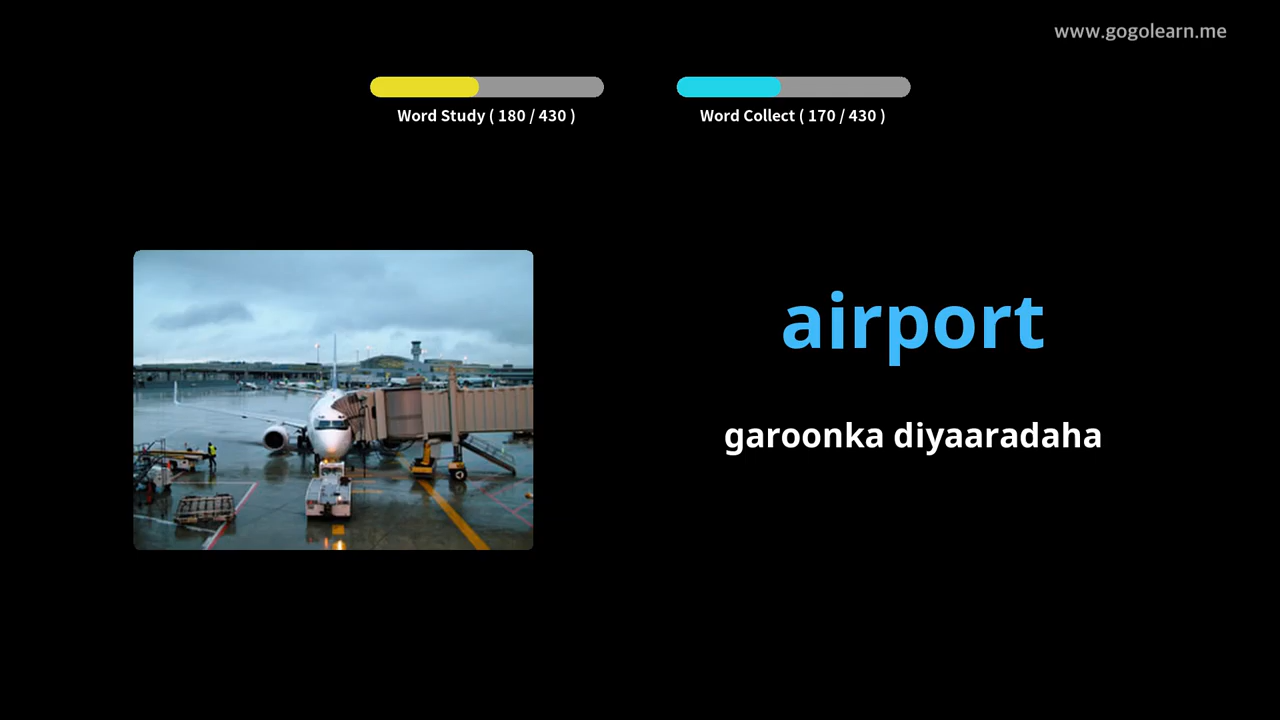 www.gogolearn.me
Word Study ( 180 / 430 )
Word Collect ( 170 / 430 )
airport
garoonka diyaaradaha